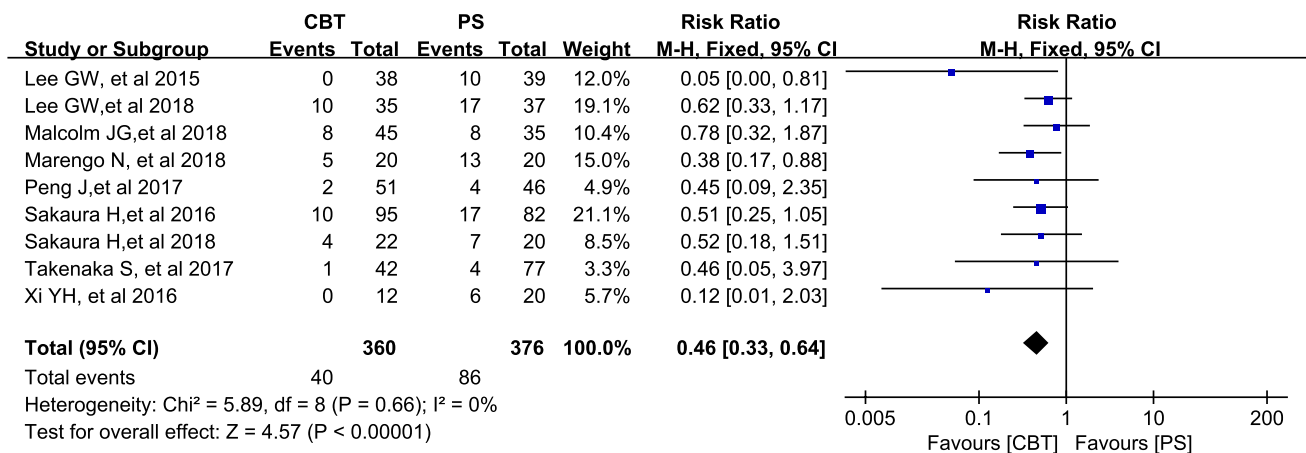 CBT PS Risk Ratio Risk Ratio
Study or Subgroup Events Total Events Total Weight M-H, Fixed, 95% CI M-H, Fixed, 95% CI
Lee GW, et al 2015 0 38 10 39 12.0% 0.05 [0.00, 0.81]
Lee GW,et al 2018 10 35 17 37 19.1% 0.62 [0.33, 1.17]
Malcolm JG,et al 2018 8 45 8 35 10.4% 0.78 [0.32, 1.87]
Marengo N, et al 2018 5 20 13 20 15.0% 0.38 [0.17, 0.88]
Peng J,et al 2017 2 51 4 46 4.9% 0.45 [0.09, 2.35]
Sakaura H,et al 2016 10 95 17 82 21.1% 0.51 [0.25, 1.05]
Sakaura H,et al 2018 4 22 7 20 8.5% 0.52 [0.18, 1.51]
Takenaka S, et al 2017 1 42 4 77 3.3% 0.46 [0.05, 3.97]
Xi YH, et al 2016 0 12 6 20 5.7% 0.12 [0.01, 2.03]
Total (95% CI) 360 376 100.0% 0.46 [0.33, 0.64]
Total events 40 86
Heterogeneity: Chi² = 5.89, df = 8 (P = 0.66); I² = 0%
Test for overall effect: Z = 4.57 (P < 0.00001)
0.005 0.1 1 10 200
Favours [CBT] Favours [PS]